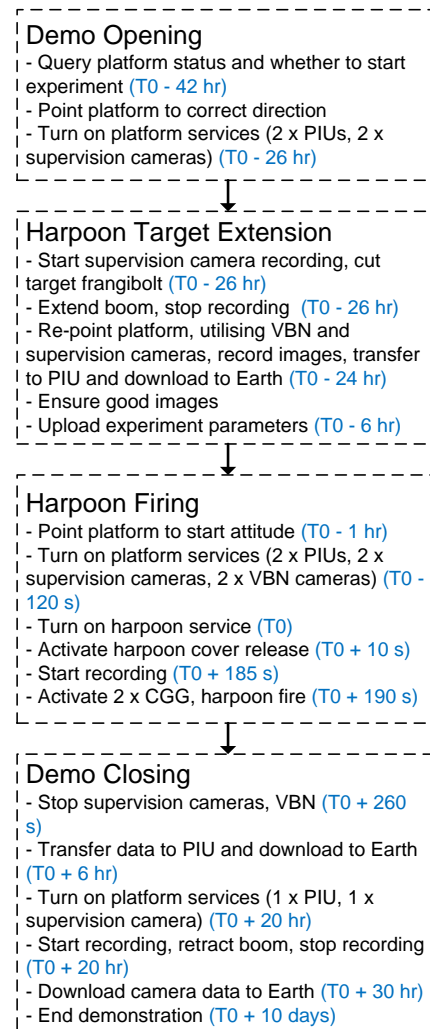 Demo Opening
- Query platform status and whether to start
experiment (T0 - 42 hr)
- Point platform to correct direction
- Turn on platform services (2 x PIUs, 2 x
supervision cameras) (T0 - 26 hr)
Harpoon Target Extension
- Start supervision camera recording, cut
target frangibolt (T0 - 26 hr)
- Extend boom, stop recording  (T0 - 26 hr)
- Re-point platform, utilising VBN and
supervision cameras, record images, transfer
to PIU and download to Earth (T0 - 24 hr)
- Ensure good images
- Upload experiment parameters (T0 - 6 hr)
Harpoon Firing
- Point platform to start attitude (T0 - 1 hr)
- Turn on platform services (2 x PIUs, 2 x
supervision cameras, 2 x VBN cameras) (T0 -
120 s)
- Turn on harpoon service (T0)
- Activate harpoon cover release (T0 + 10 s)
- Start recording (T0 + 185 s)
- Activate 2 x CGG, harpoon fire (T0 + 190 s)
Demo Closing
- Stop supervision cameras, VBN (T0 + 260
s)
- Transfer data to PIU and download to Earth
(T0 + 6 hr)
- Turn on platform services (1 x PIU, 1 x
supervision camera) (T0 + 20 hr)
- Start recording, retract boom, stop recording
(T0 + 20 hr)
- Download camera data to Earth (T0 + 30 hr)
- End demonstration (T0 + 10 days)